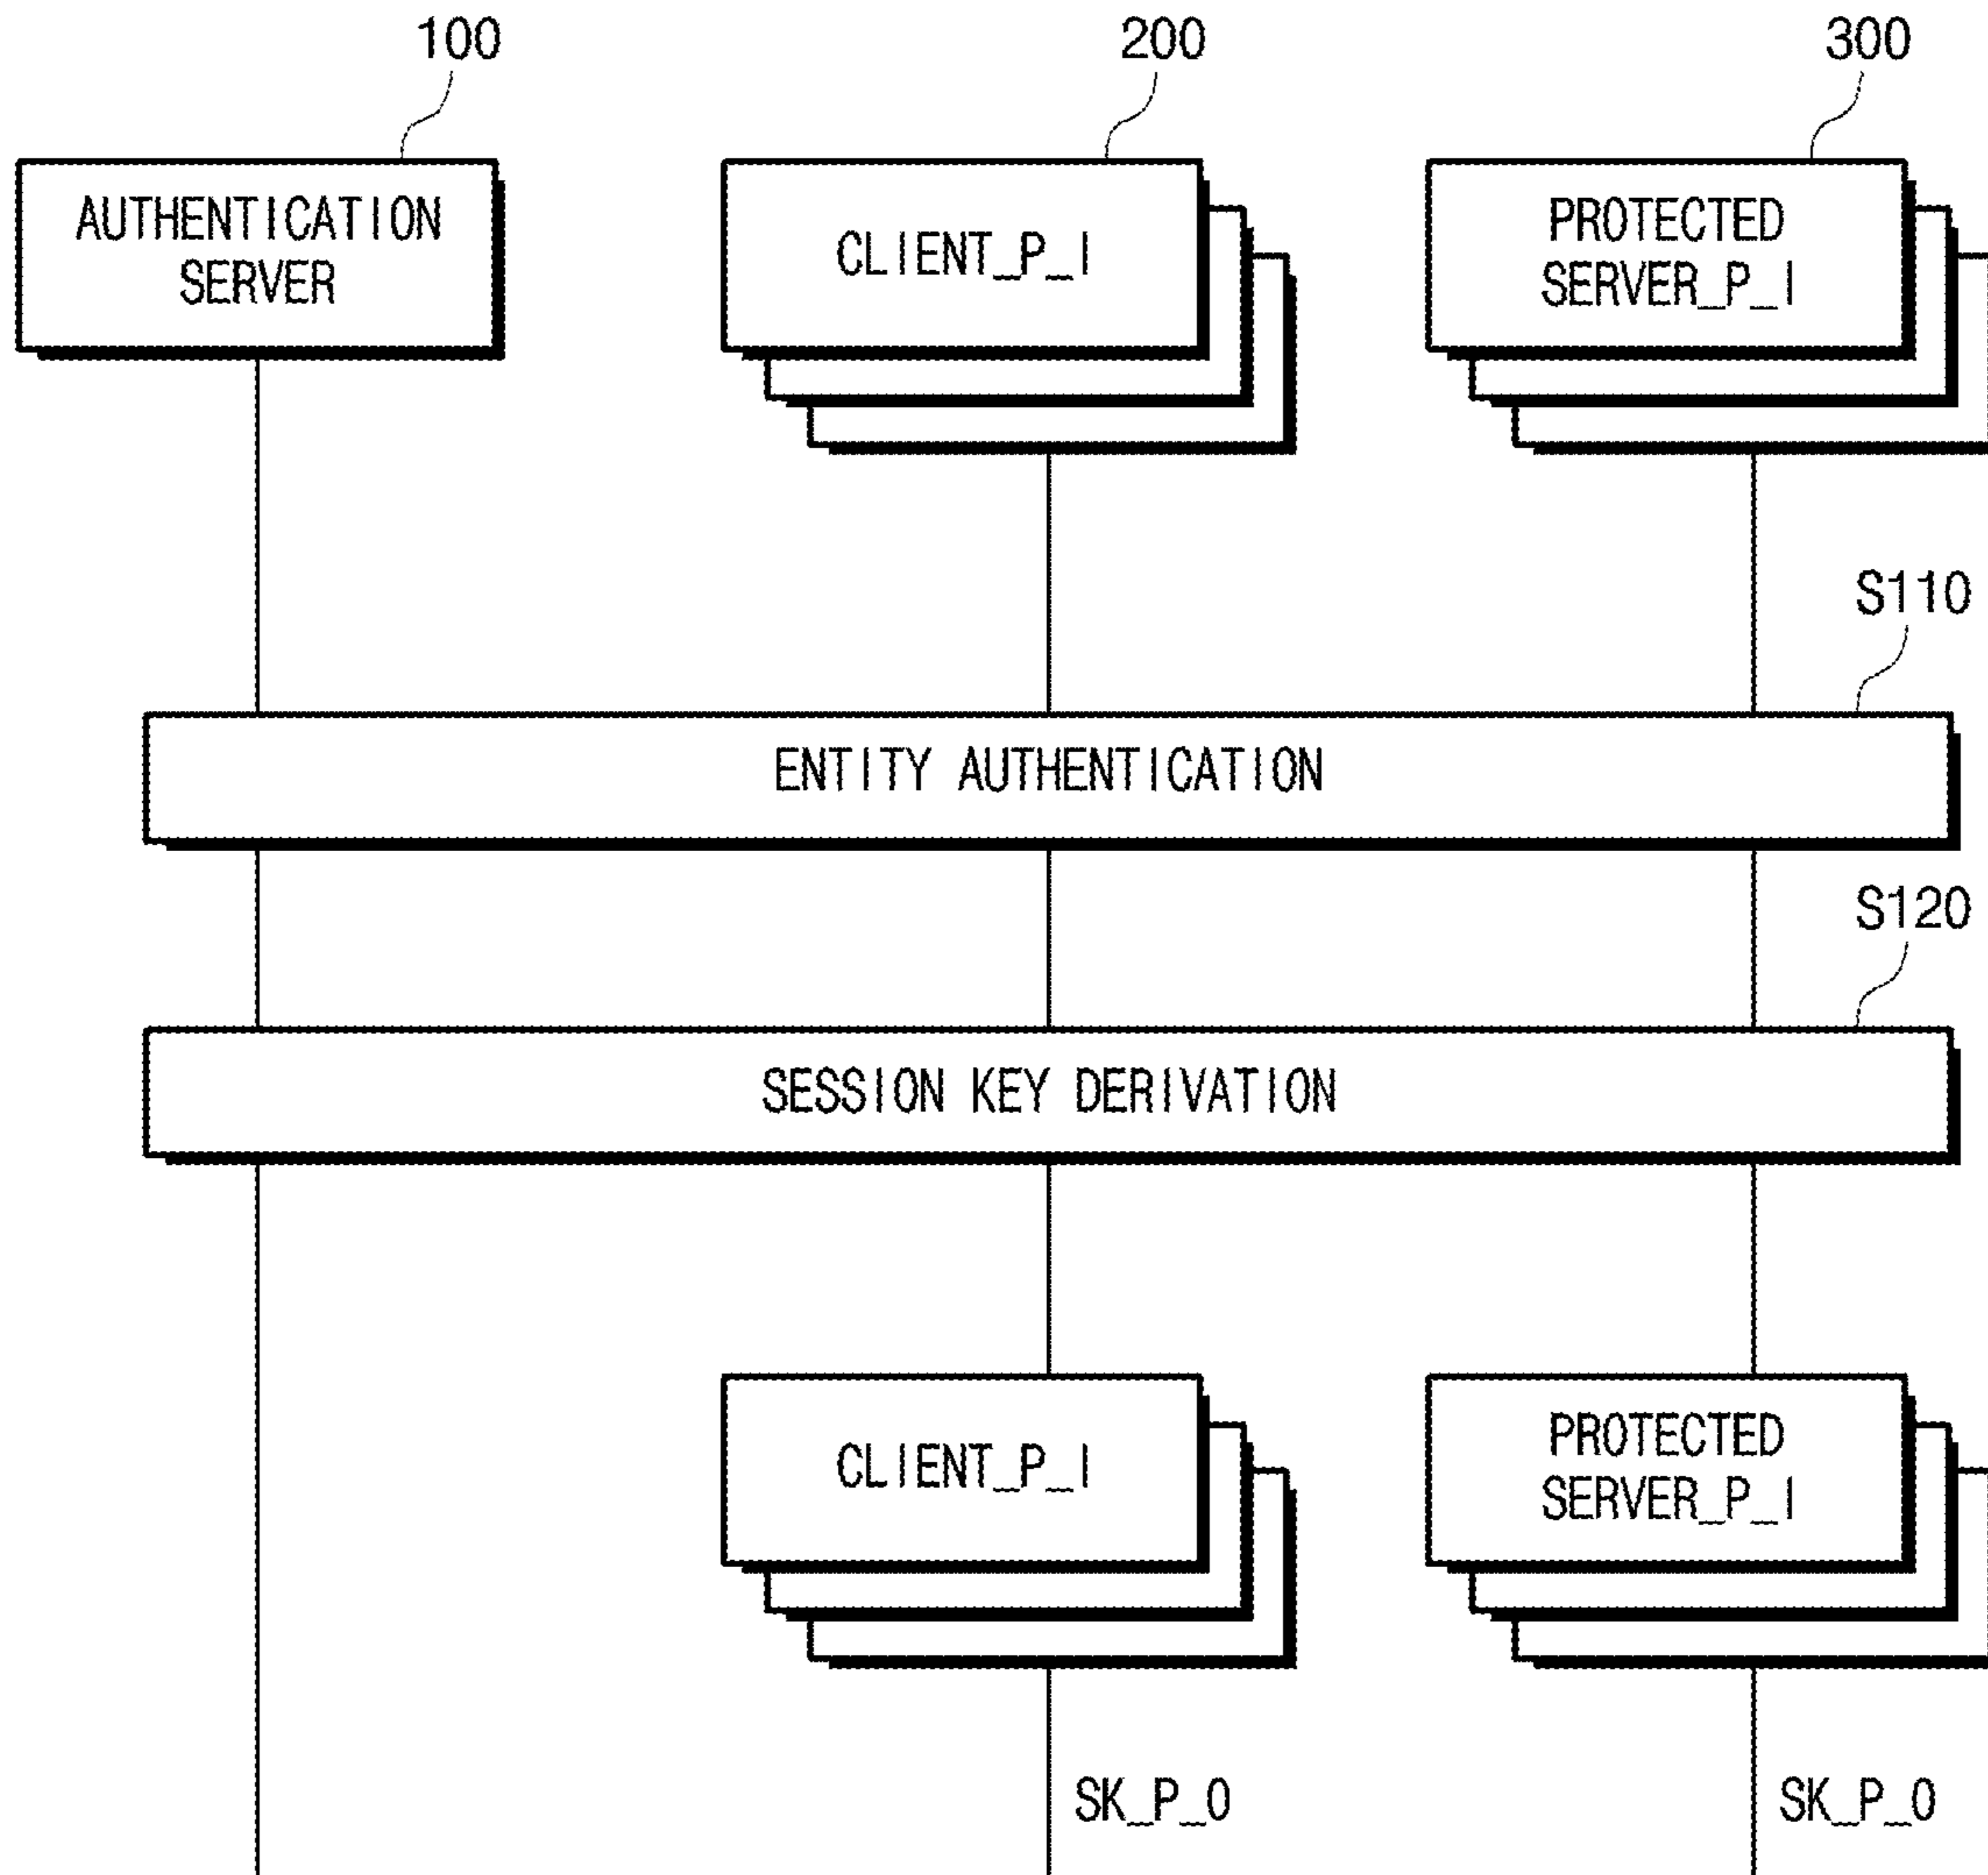 100
200
300
AUTHENTICATION
SERVER
CLIENT_P_I
PROTECTED
SERVER_P_I
S110
ENTITY AUTHENTICATION
S120
SESSION KEY DERIVATION
CLIENT_P_I
PROTECTED
SERVER_P_I
SK_P_0
SK_P_0